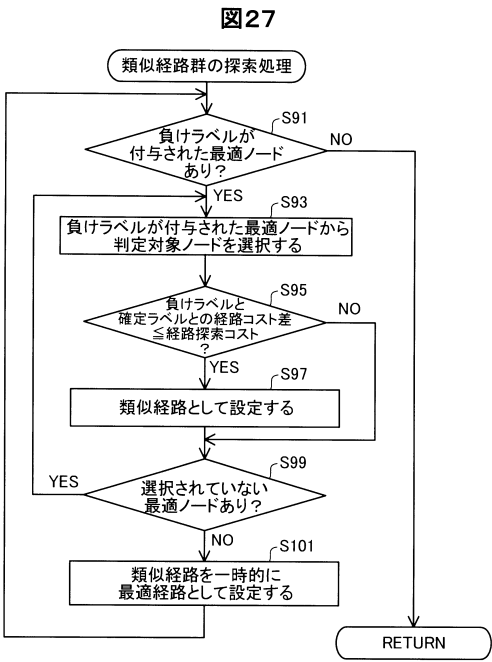 図27
類似経路群の探索処理
S91
負けラベルが
付与された最適ノード
あり?
NO
YES
S93
負けラベルが付与された最適ノードから
判定対象ノードを選択する
S95
負けラベルと
確定ラベルとの経路コスト差
≦経路探索コスト
?
NO
YES
S97
類似経路として設定する
S99
選択されていない
最適ノードあり?
YES
NO
S101
類似経路を一時的に
最適経路として設定する
RETURN